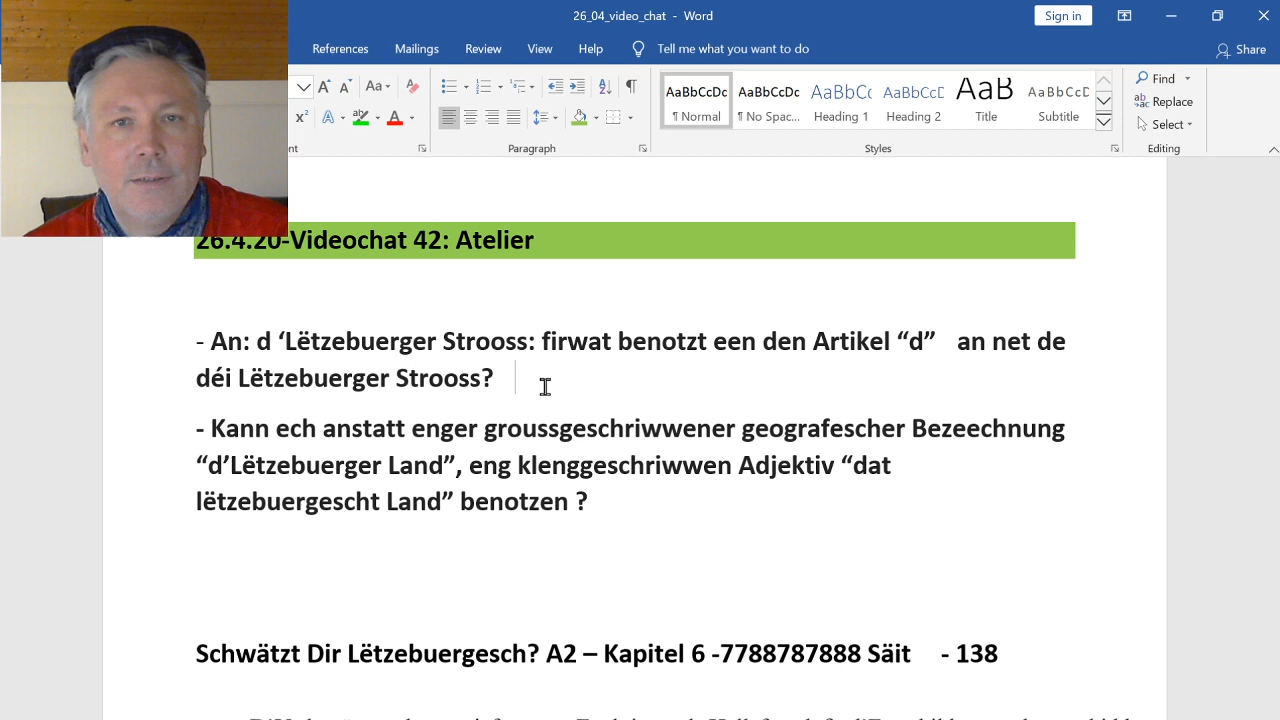 26_04_video_chat - Word
Sign in
References Mailings Review View Help Tell me what you want to do
Share
Aa
AaBbCcDc AaBbCcDc AaBbCc AaBbCcD AaB AaBbCcD
¶ Normal ¶ No Spac... Heading 1 Heading 2 Title Subtitle
Find
Replace
Select
nt Paragraph Styles Editing
26.4.20-Videochat 42: Atelier
- An: d ‘Lëtzebuerger Strooss: firwat benotzt een den Artikel “d” an net de
déi Lëtzebuerger Strooss?
- Kann ech anstatt enger groussgeschriwwener geografescher Bezeechnung
“d’Lëtzebuerger Land”, eng klenggeschriwwen Adjektiv “dat
lëtzebuergescht Land” benotzen ?
Schwätzt Dir Lëtzebuergesch? A2 – Kapitel 6 -7788787888 Säit - 138